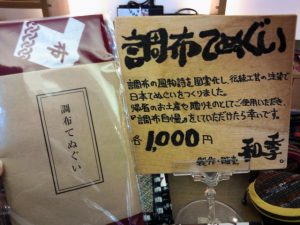 布
調布てぬぐい
調布てぬぐい
調布の風物詩を図案化し、伝統工芸の注染で
日本てぬぐいをつくりました。
帰省のお土産や贈りものとしてご使用いただき、
『調布自慢』をしていただけたら幸いです。
各1,000円
和季。